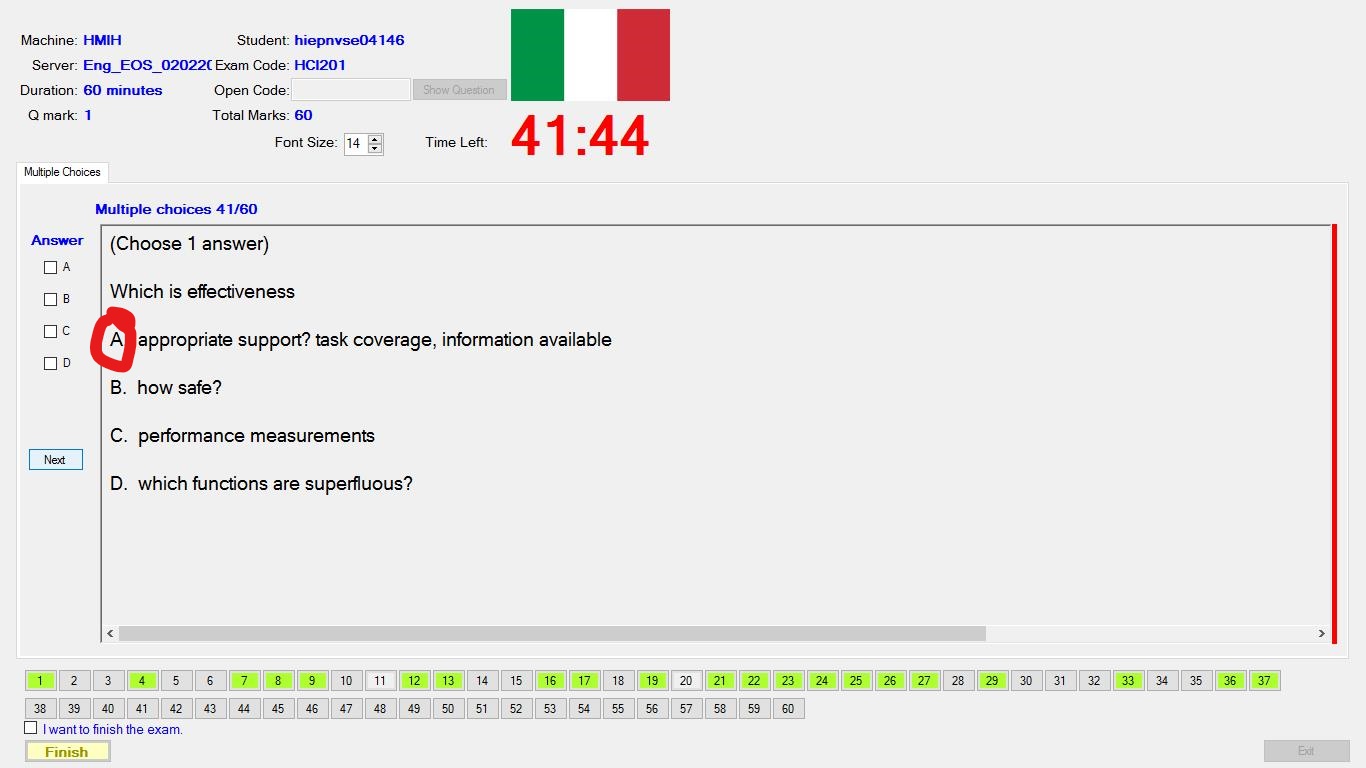 Machine: HMIH Student: hiepnvse04146
Server: Eng_EOS_02022 Exam Code: HCI201
Duration: 60 minutes Open Code: Show Question
Q mark: 1 Total Marks: 60
Font Size: 14 Time Left: 41:44
Multiple Choices
Multiple choices 41/60
Answer
(Choose 1 answer)
A
Which is effectiveness
B
C
A appropriate support? task coverage, information available
D
B. how safe?
C. performance measurements
Next
D. which functions are superfluous?
1 2 3 4 5 6 7 8 9 10 11 12 13 14 15 16 17 18 19 20 21 22 23 24 25 26 27 28 29 30 31 32 33 34 35 36 37
38 39 40 41 42 43 44 45 46 47 48 49 50 51 52 53 54 55 56 57 58 59 60
I want to finish the exam.
Finish Exit